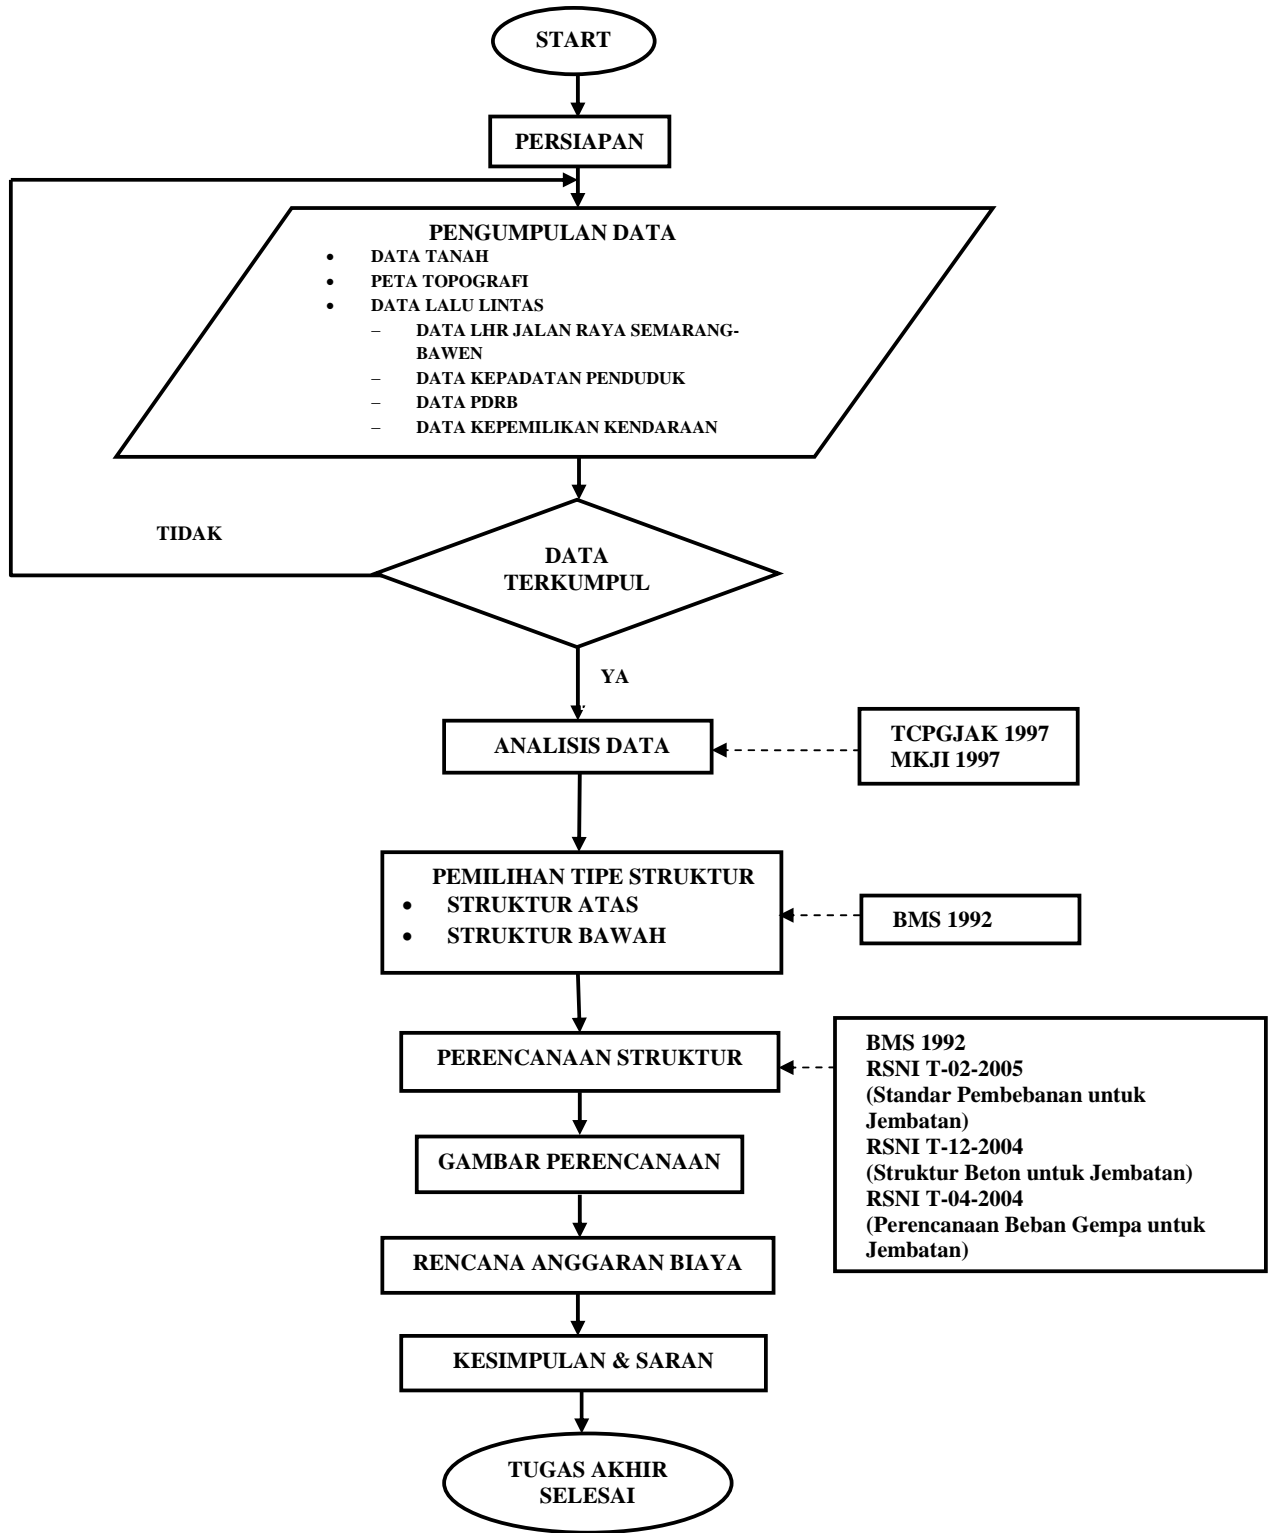 START
PERSIAPAN
PENGUMPULAN DATA
• DATA TANAH
• PETA TOPOGRAFI
• DATA LALU LINTAS
– DATA LHR JALAN RAYA SEMARANG-
BAWEN
– DATA KEPADATAN PENDUDUK
– DATA PDRB
– DATA KEPEMILIKAN KENDARAAN
TIDAK
DATA
TERKUMPUL
YA
ANALISIS DATA
TCPGJAK 1997
MKJI 1997
PEMILIHAN TIPE STRUKTUR
• STRUKTUR ATAS
• STRUKTUR BAWAH
BMS 1992
PERENCANAAN STRUKTUR
BMS 1992
RSNI T-02-2005
(Standar Pembebanan untuk
Jembatan)
RSNI T-12-2004
(Struktur Beton untuk Jembatan)
RSNI T-04-2004
(Perencanaan Beban Gempa untuk
Jembatan)
GAMBAR PERENCANAAN
RENCANA ANGGARAN BIAYA
KESIMPULAN & SARAN
TUGAS AKHIR
SELESAI